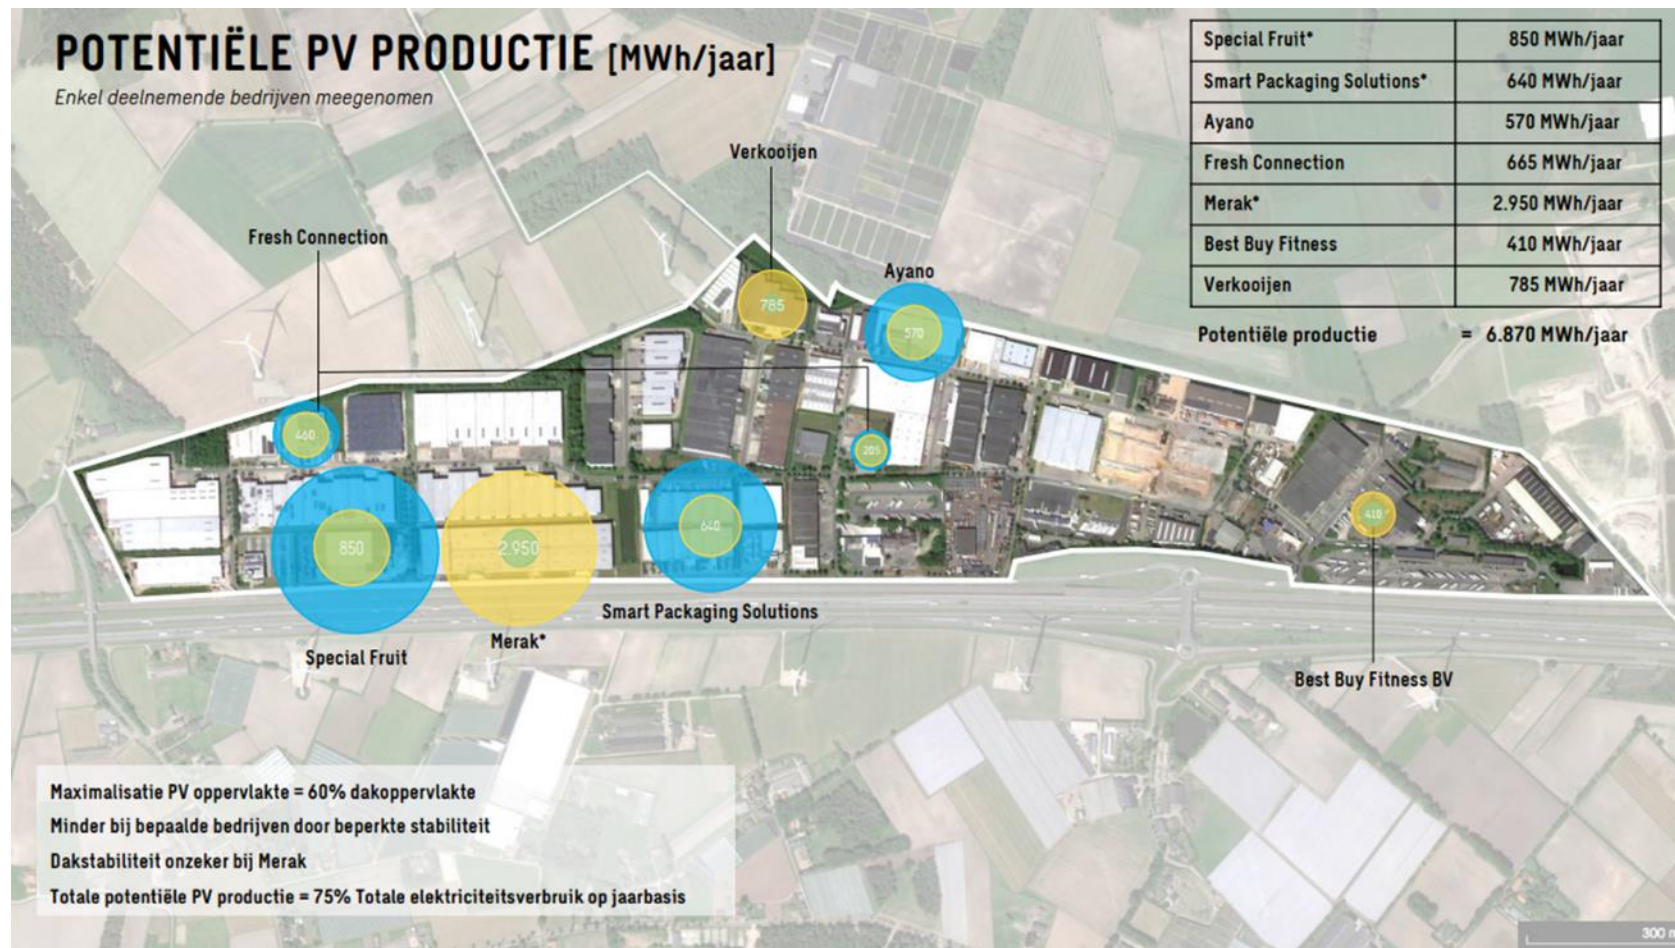 POTENTIËLE PV PRODUCTIE [MWh/jaar]
Enkel deelnemende bedrijven meegenomen
Special Fruit* 850 MWh/jaar
Smart Packaging Solutions* 640 MWh/jaar
Ayano 570 MWh/jaar
Fresh Connection 665 MWh/jaar
Merak* 2.950 MWh/jaar
Best Buy Fitness 410 MWh/jaar
Verkooijen 785 MWh/jaar
Potentiële productie = 6.870 MWh/jaar
Verkooijen
Fresh Connection
Ayano
785
570
460
205
850
2.950
640
410
Smart Packaging Solutions
Merak*
Special Fruit
Best Buy Fitness BV
Maximalisatie PV oppervlakte = 60% dakoppervlakte
Minder bij bepaalde bedrijven door beperkte stabiliteit
Dakstabiliteit onzeker bij Merak
Totale potentiële PV productie = 75% Totale elektriciteitsverbruik op jaarbasis
300 m